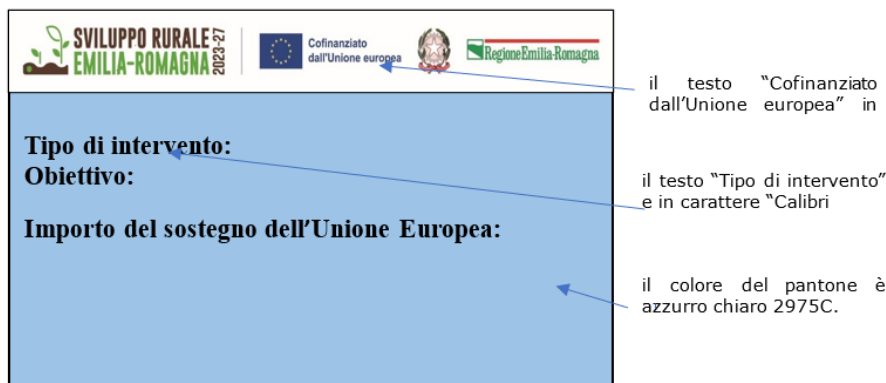 SVILUPPO RURALE
EMILIA-ROMAGNA
2023-27
Cofinanziato
dall'Unione europea
RegioneEmilia-Romagna
il testo “Cofinanziato
dall’Unione europea” in
Tipo di intervento:
Obiettivo:
il testo “Tipo di intervento”
e in carattere “Calibri
Importo del sostegno dell’Unione Europea:
il colore del pantone è
azzurro chiaro 2975C.